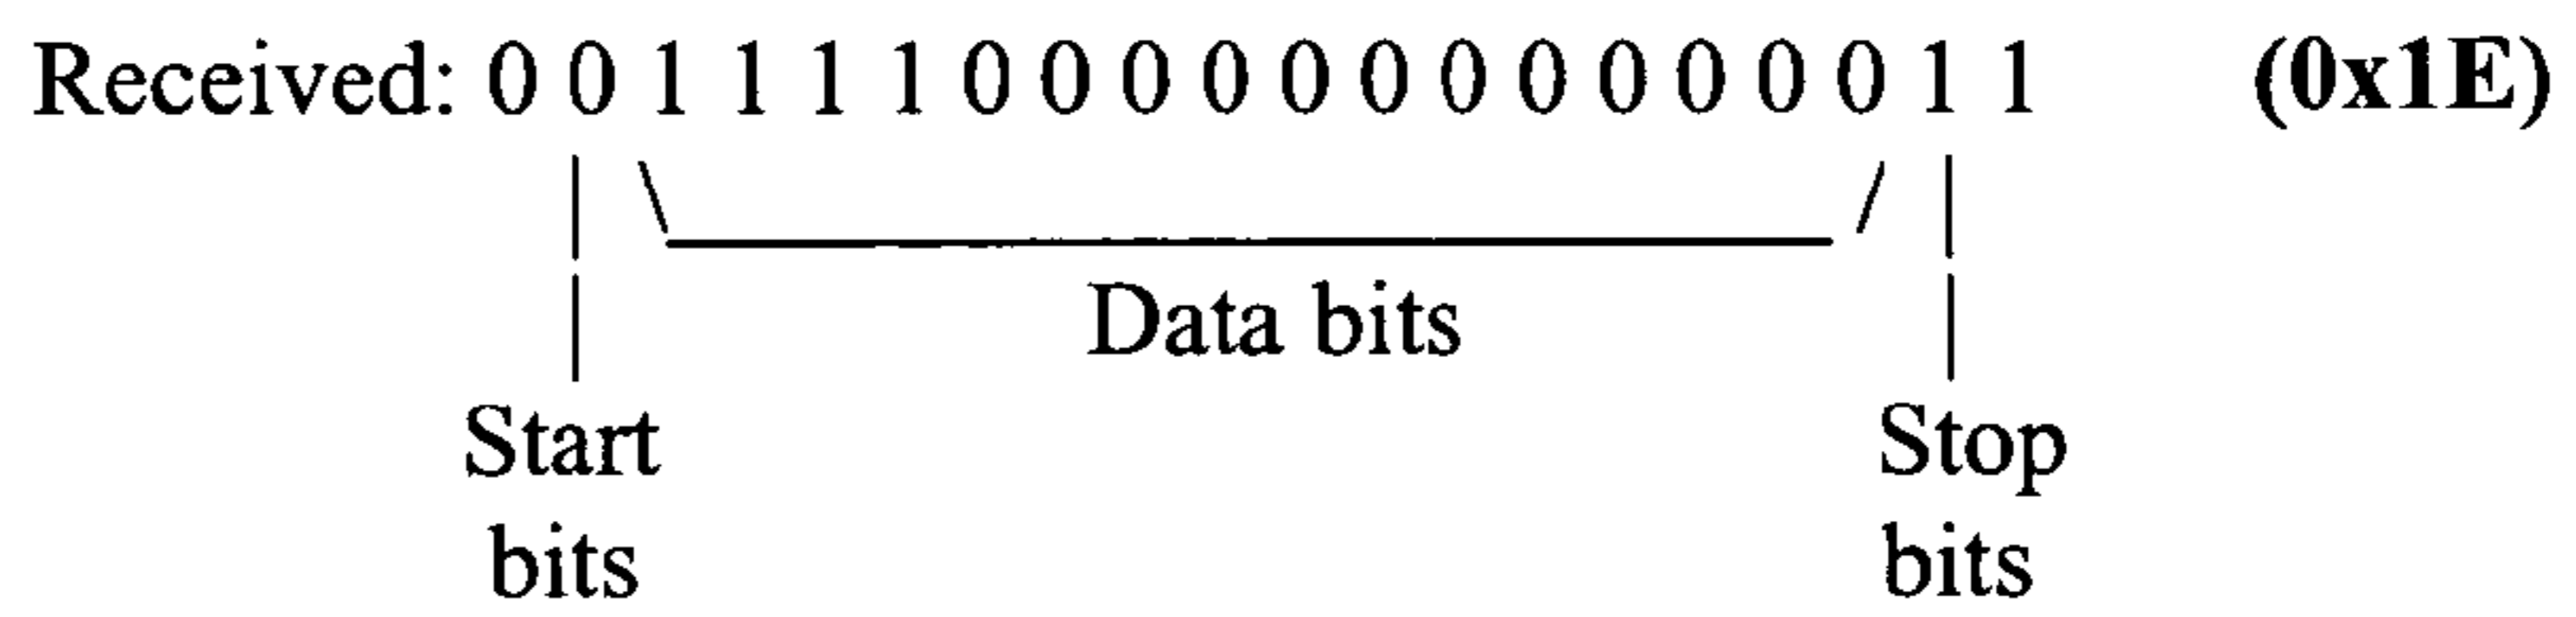 Received: 0 0 1 1 1 1 0 0 0 0 0 0 0 0 0 0 0 0 1 1 (0x1E)
Data bits
Start
bits
Stop
bits